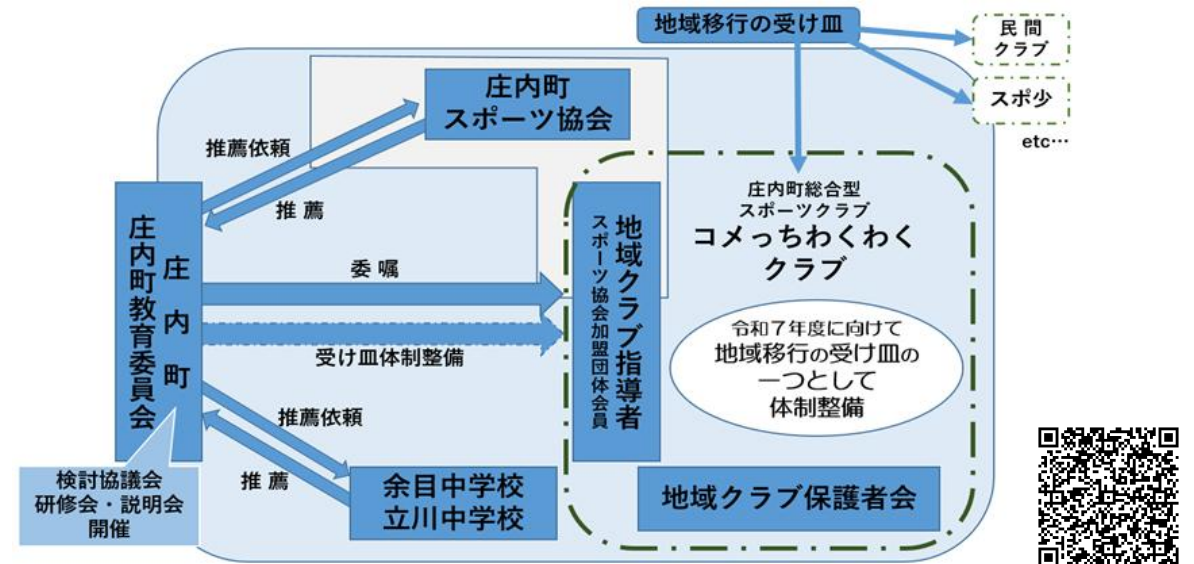 地域移行の受け皿
民 間
クラブ
スポ少
etc…
庄内町
スポーツ協会
推薦依頼
推 薦
庄内町
庄内町教育委員会
委 嘱
受け皿体制整備
推薦依頼
推 薦
検討協議会
研修会・説明会
開催
余目中学校
立川中学校
地域クラブ指導者
スポーツ協会加盟団体会員
庄内町総合型
スポーツクラブ
コメっちわくわく
クラブ
令和7年度に向けて
地域移行の受け皿の
一つとして
体制整備
地域クラブ保護者会